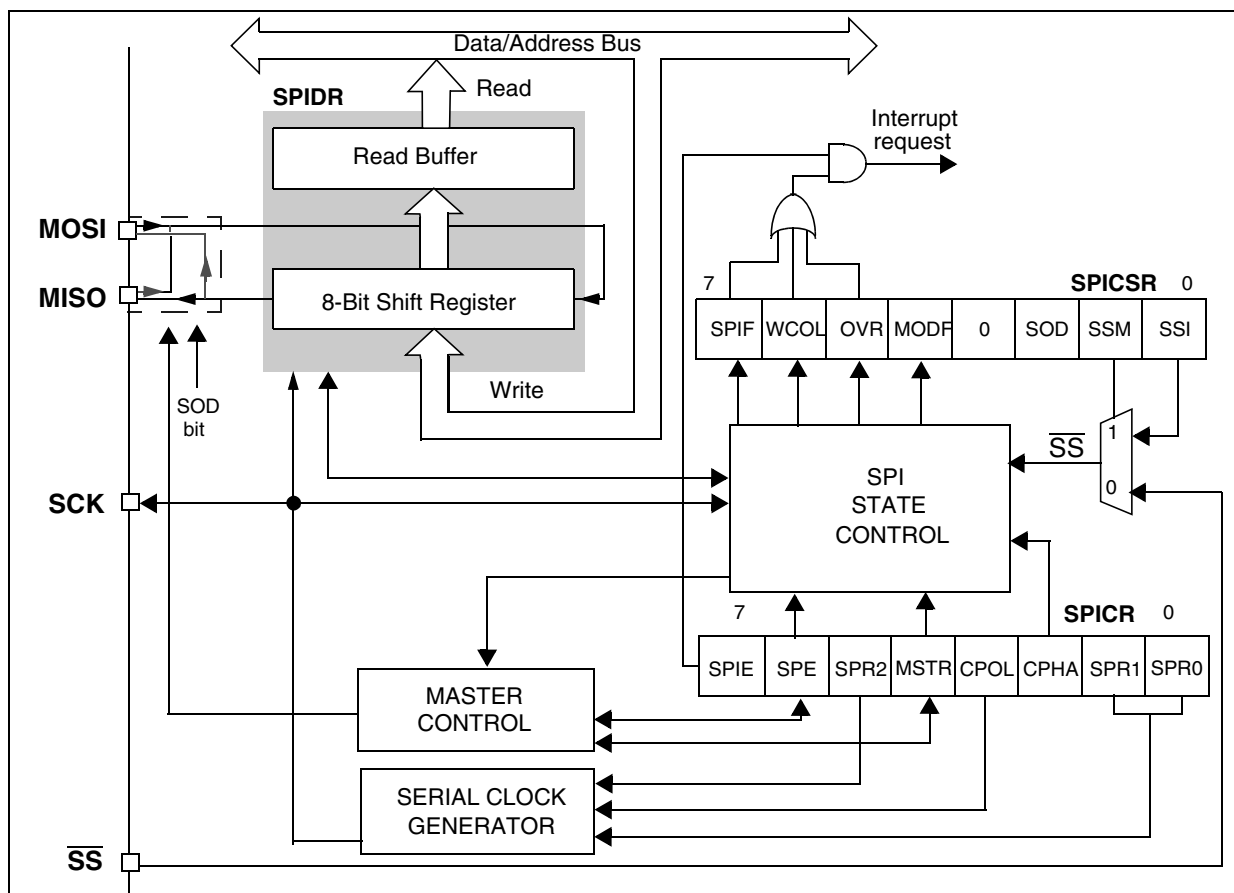 Data/Address Bus
SPIDR
Read
Read Buffer
8-Bit Shift Register
Write
MOSI
MISO
SOD
bit
SCK
SS
Interrupt
request
7 SPICSR 0
SPIF WCOL OVR MODF 0 SOD SSM SSI
SS
1
0
SPI
STATE
CONTROL
7 SPICR 0
SPIE SPE SPR2 MSTR CPOL CPHA SPR1 SPR0
MASTER
CONTROL
SERIAL CLOCK
GENERATOR